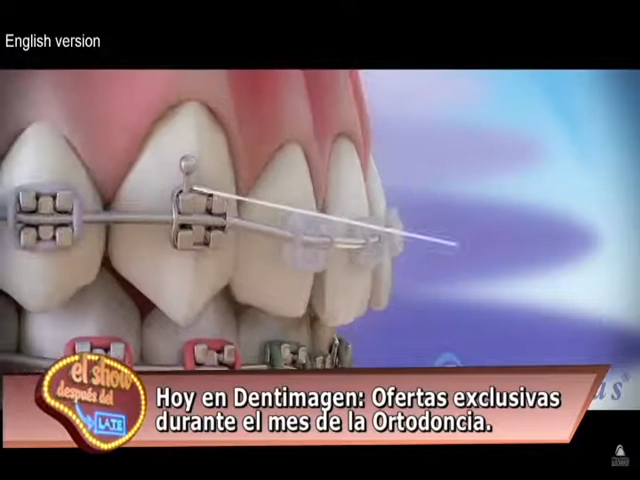 English version
el show
después del
LATE
Hoy en Dentimagen: Ofertas exclusivas
durante el mes de la Ortodoncia.